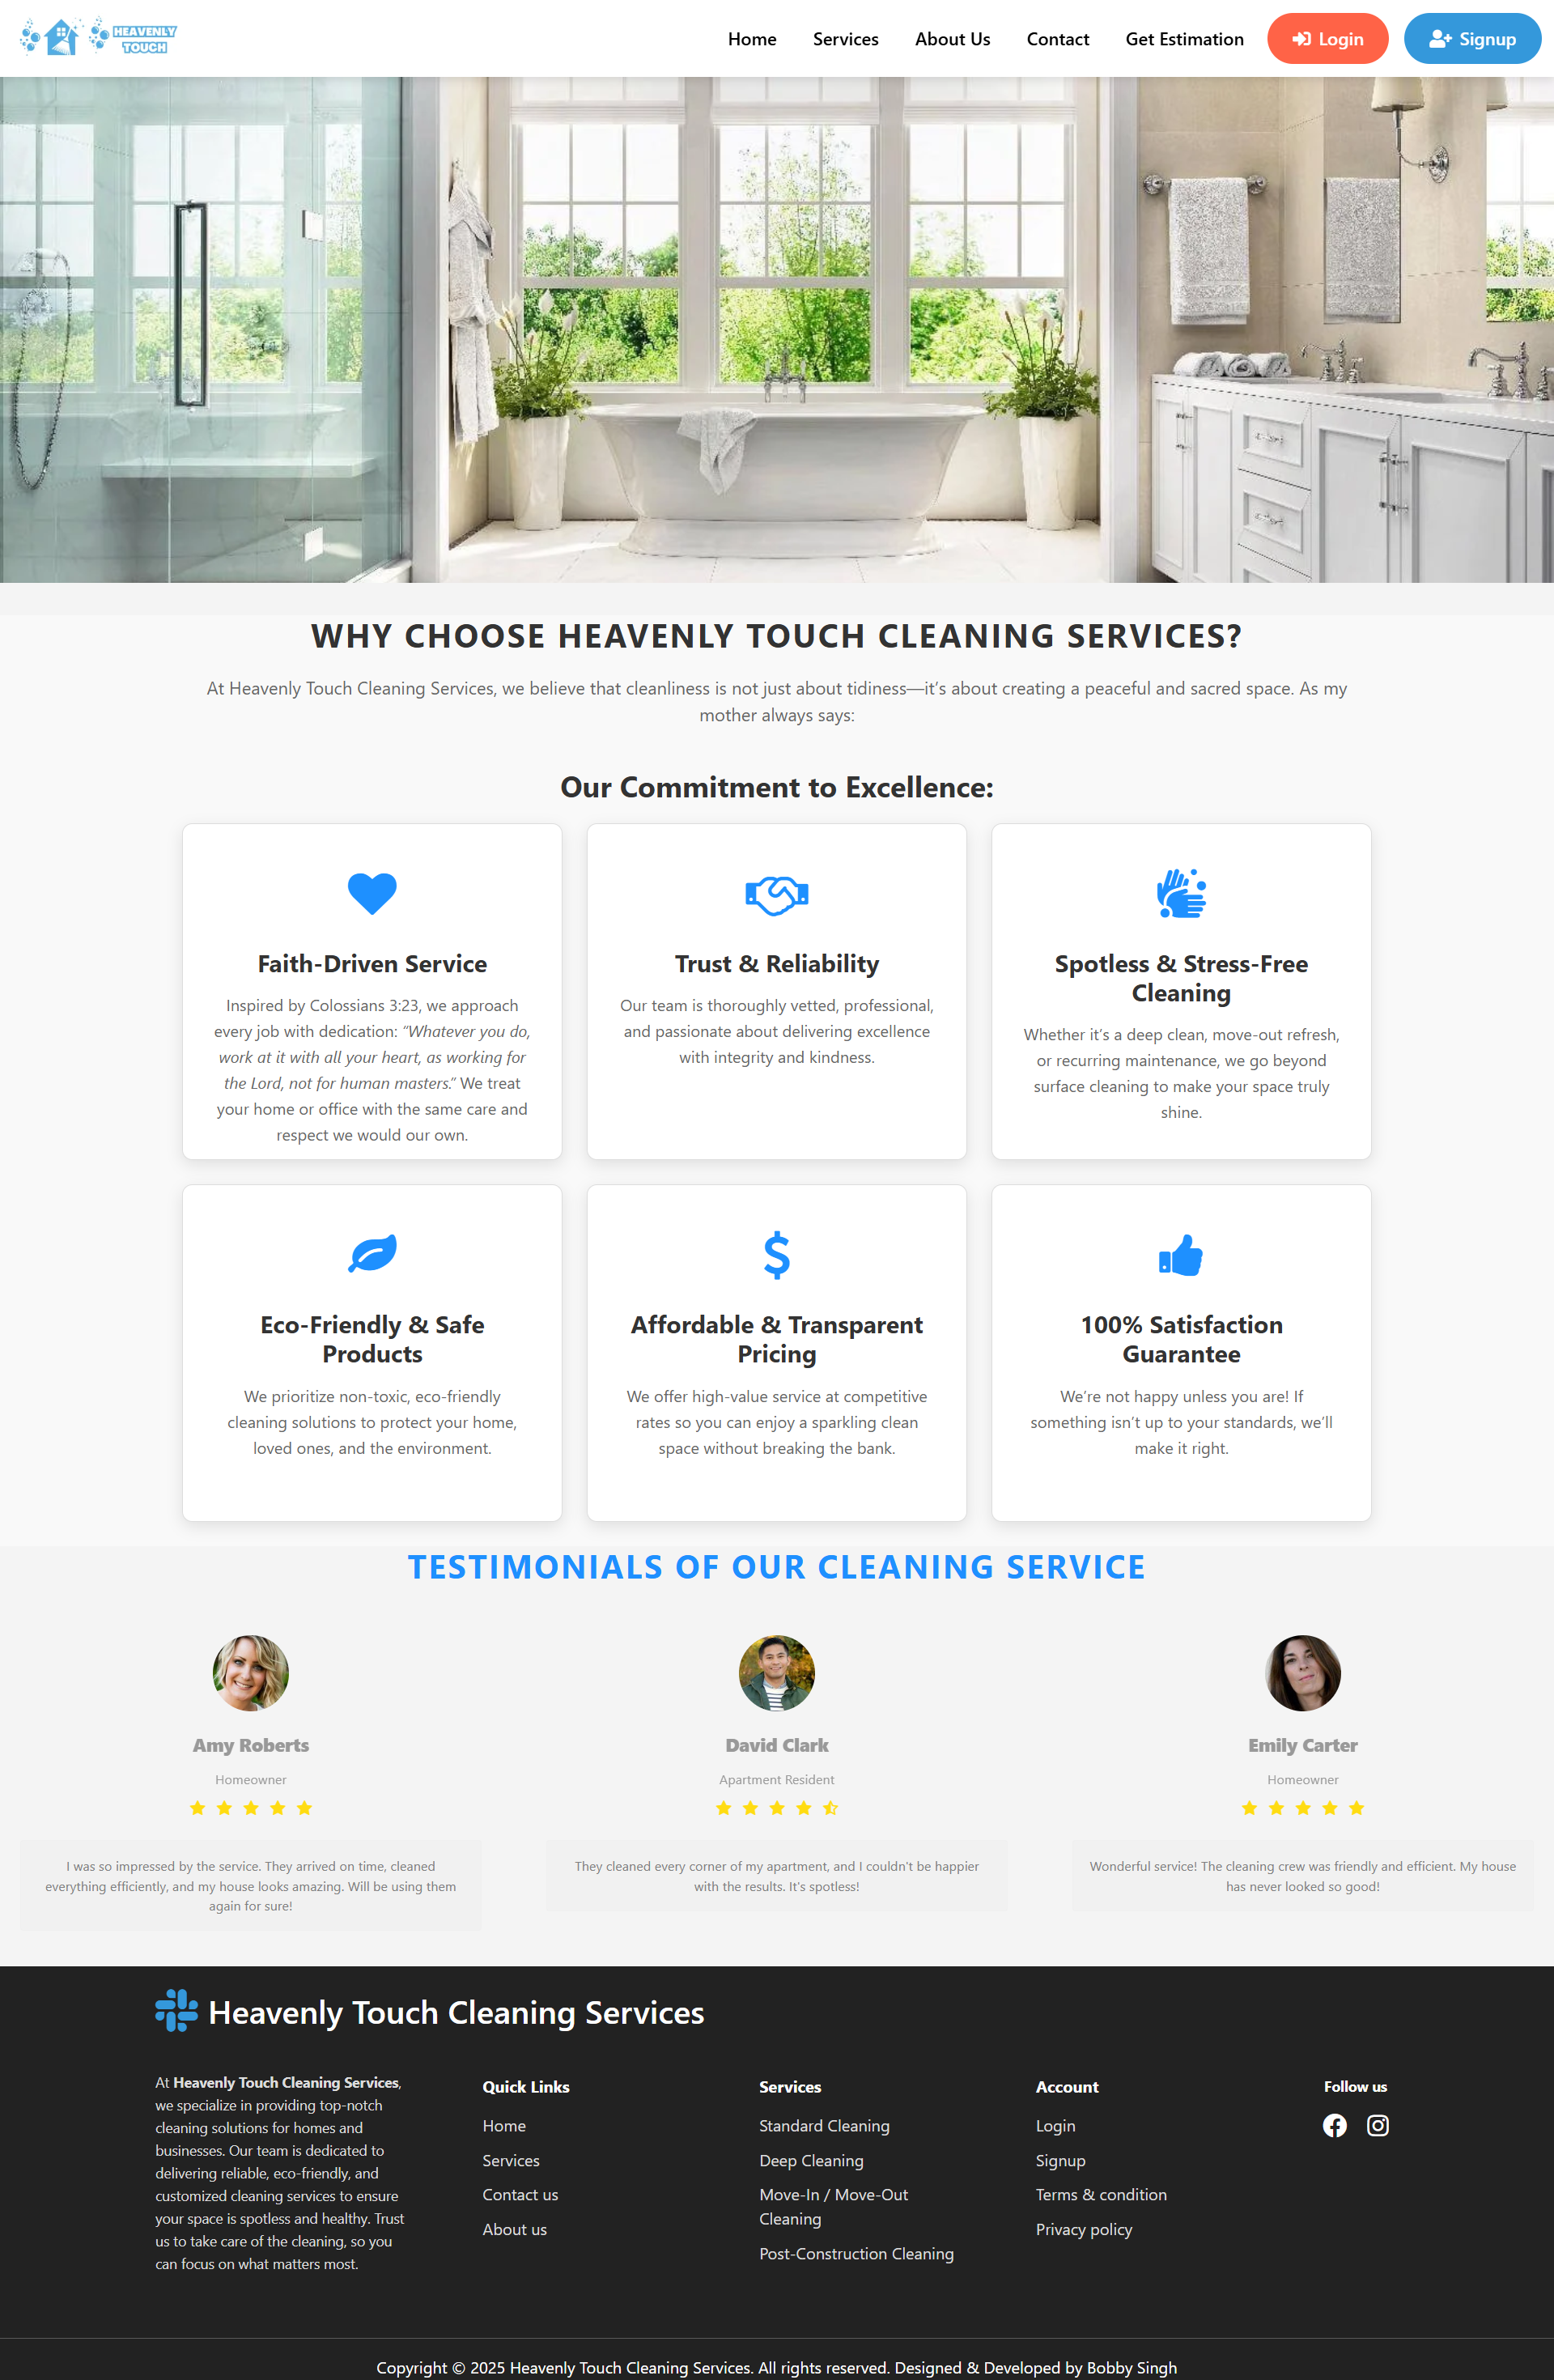 HEAVENLY
TOUCH
Home Services About Us Contact Get Estimation Login Signup
WHY CHOOSE HEAVENLY TOUCH CLEANING SERVICES?
At Heavenly Touch Cleaning Services, we believe that cleanliness is not just about tidiness—it’s about creating a peaceful and sacred space. As my
mother always says:
Our Commitment to Excellence:
Faith-Driven Service
Inspired by Colossians 3:23, we approach
every job with dedication: “Whatever you do,
work at it with all your heart, as working for
the Lord, not for human masters.” We treat
your home or office with the same care and
respect we would our own.
Trust & Reliability
Our team is thoroughly vetted, professional,
and passionate about delivering excellence
with integrity and kindness.
Spotless & Stress-Free
Cleaning
Whether it’s a deep clean, move-out refresh,
or recurring maintenance, we go beyond
surface cleaning to make your space truly
shine.
Eco-Friendly & Safe
Products
We prioritize non-toxic, eco-friendly
cleaning solutions to protect your home,
loved ones, and the environment.
Affordable & Transparent
Pricing
We offer high-value service at competitive
rates so you can enjoy a sparkling clean
space without breaking the bank.
100% Satisfaction
Guarantee
We’re not happy unless you are! If
something isn’t up to your standards, we’ll
make it right.
TESTIMONIALS OF OUR CLEANING SERVICE
Amy Roberts
Homeowner
I was so impressed by the service. They arrived on time, cleaned
everything efficiently, and my house looks amazing. Will be using them
again for sure!
David Clark
Apartment Resident
They cleaned every corner of my apartment, and I couldn't be happier
with the results. It's spotless!
Emily Carter
Homeowner
Wonderful service! The cleaning crew was friendly and efficient. My house
has never looked so good!
Heavenly Touch Cleaning Services
At Heavenly Touch Cleaning Services,
we specialize in providing top-notch
cleaning solutions for homes and
businesses. Our team is dedicated to
delivering reliable, eco-friendly, and
customized cleaning services to ensure
your space is spotless and healthy. Trust
us to take care of the cleaning, so you
can focus on what matters most.
Quick Links
Home
Services
Contact us
About us
Services
Standard Cleaning
Deep Cleaning
Move-In / Move-Out
Cleaning
Post-Construction Cleaning
Account
Login
Signup
Terms & condition
Privacy policy
Follow us
Copyright © 2025 Heavenly Touch Cleaning Services. All rights reserved. Designed & Developed by Bobby Singh